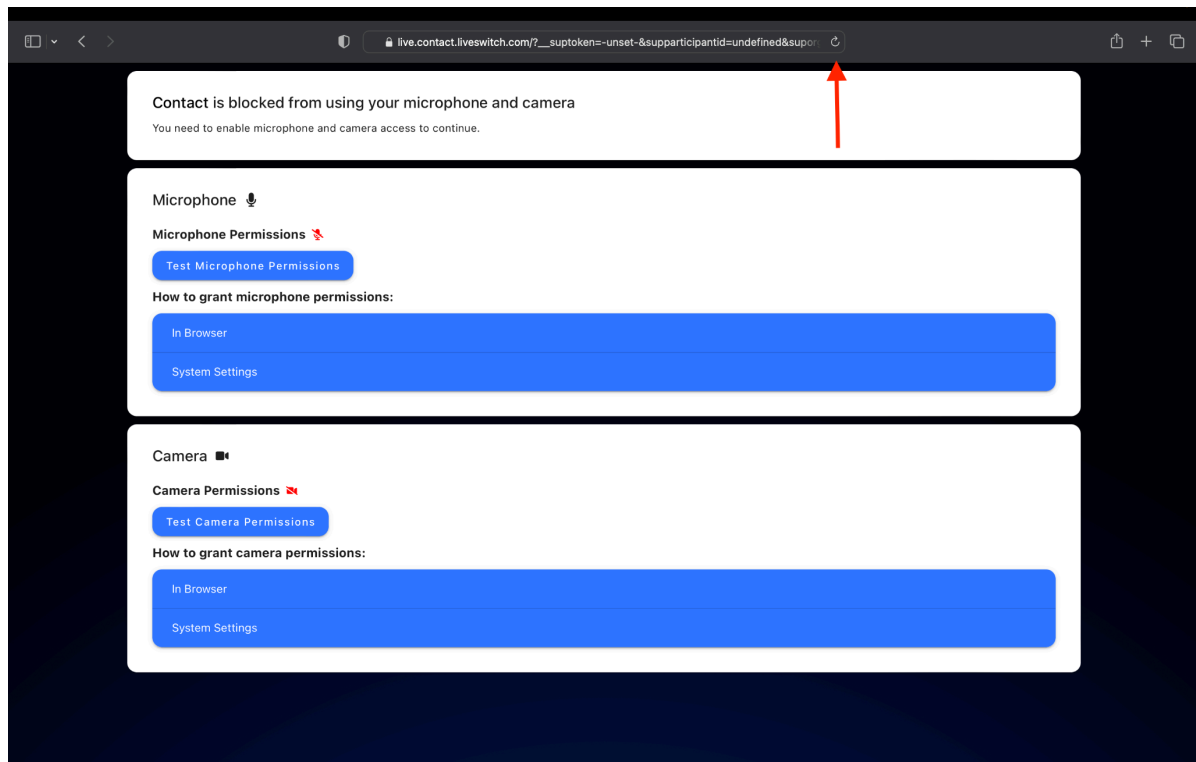 live.contact.liveswitch.com/?__suptoken=-unset-&supparticipantid=undefined&supor
Contact is blocked from using your microphone and camera
You need to enable microphone and camera access to continue.
Microphone
Microphone Permissions
Test Microphone Permissions
How to grant microphone permissions:
In Browser
System Settings
Camera
Camera Permissions
Test Camera Permissions
How to grant camera permissions:
In Browser
System Settings